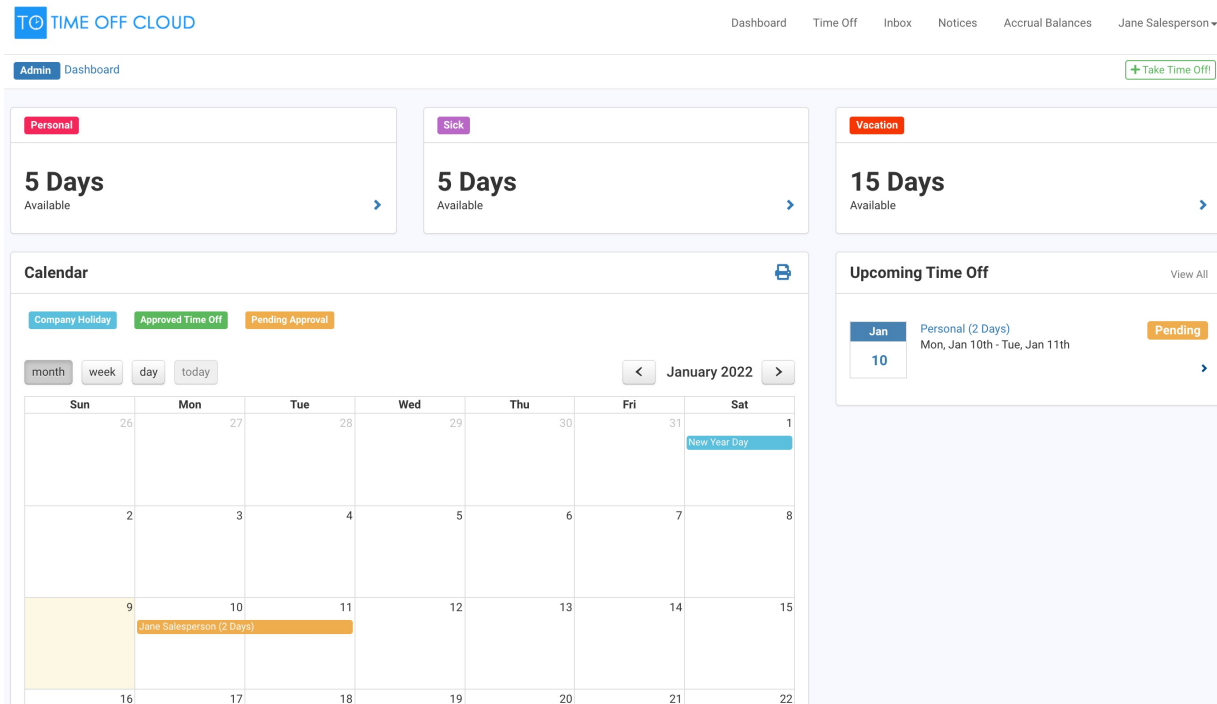 TO TIME OFF CLOUD
Dashboard Time Off Inbox Notices Accrual Balances Jane Salesperson
Admin Dashboard
+ Take Time Off!
Personal
5 Days
Available
Sick
5 Days
Available
Vacation
15 Days
Available
Calendar
Company Holiday Approved Time Off Pending Approval
month week day today
< January 2022 >
Sun Mon Tue Wed Thu Fri Sat
26 27 28 29 30 31 1
New Year Day
2 3 4 5 6 7 8
9 10 11 12 13 14 15
Jane Salesperson (2 Days)
16 17 18 19 20 21 22
Upcoming Time Off View All
Jan
10
Personal (2 Days)
Mon, Jan 10th - Tue, Jan 11th
Pending